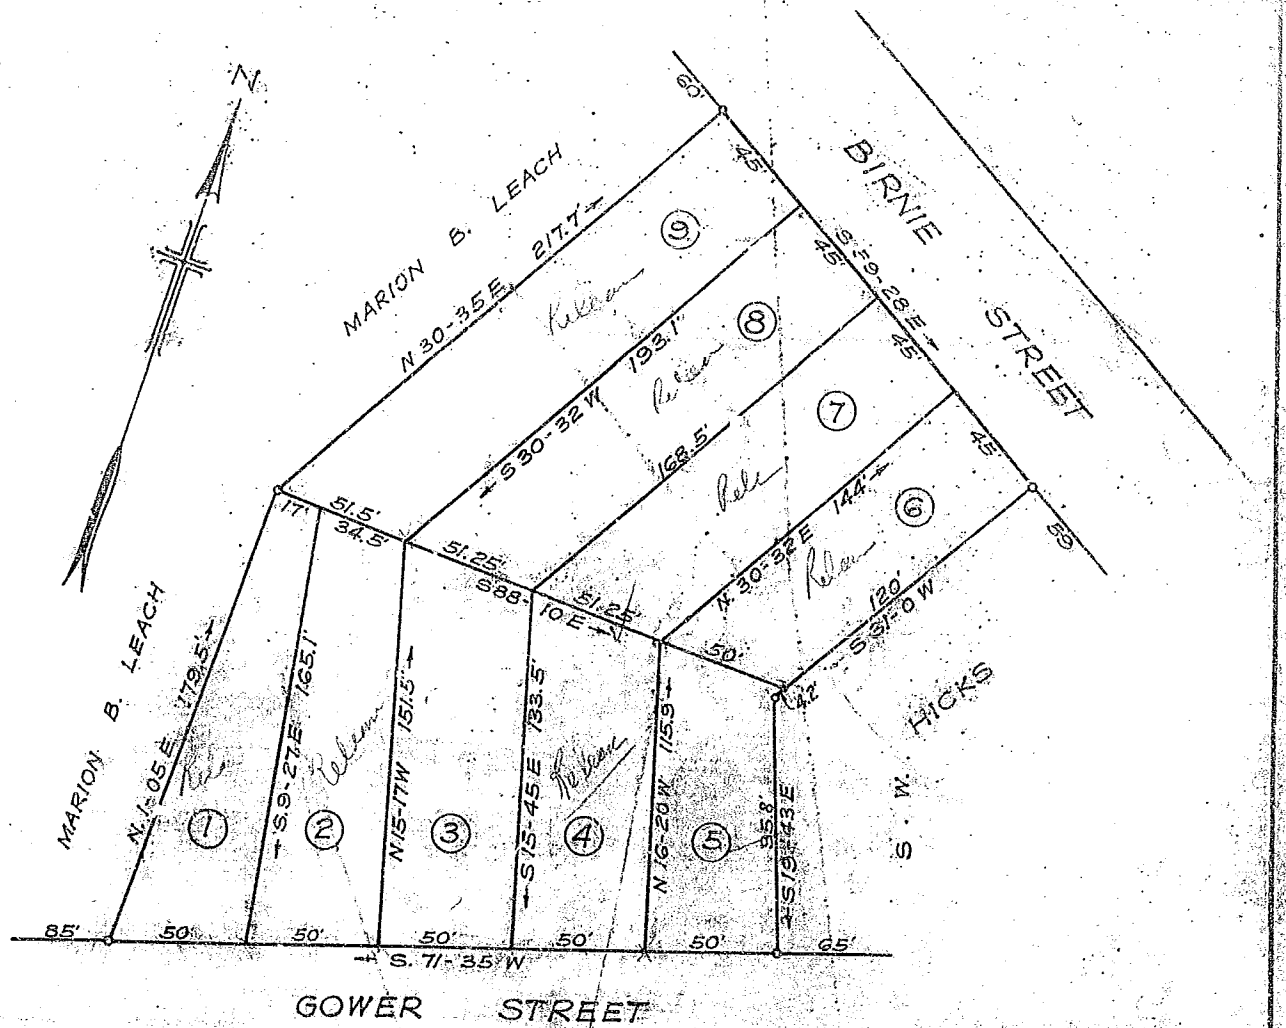 N
60'
45'
BIRNIE STREET
MARION B. LEACH
N 30-35 E 217.7'
9
45'
8
S 30-32 W 193.1'
45'
7
168.5'
45'
6
N. 30-32 E 144'
59
120'
S 31-0 W
17'
51.5'
34.5'
51.25'
S 88-10 E
51.25'
50'
4.2'
S. W. HICKS
MARION B. LEACH
N. 1-05 E 179.5'
S. 9-27 E 165.1'
N. 15-17 W 151.5'
S 15-45 E 133.5'
Release
N 16-20 W 115.9
95.8'
S 19-43 E
1
2
3
4
5
85'
50'
50'
50'
50'
50'
65'
S. 71-35 W
GOWER STREET